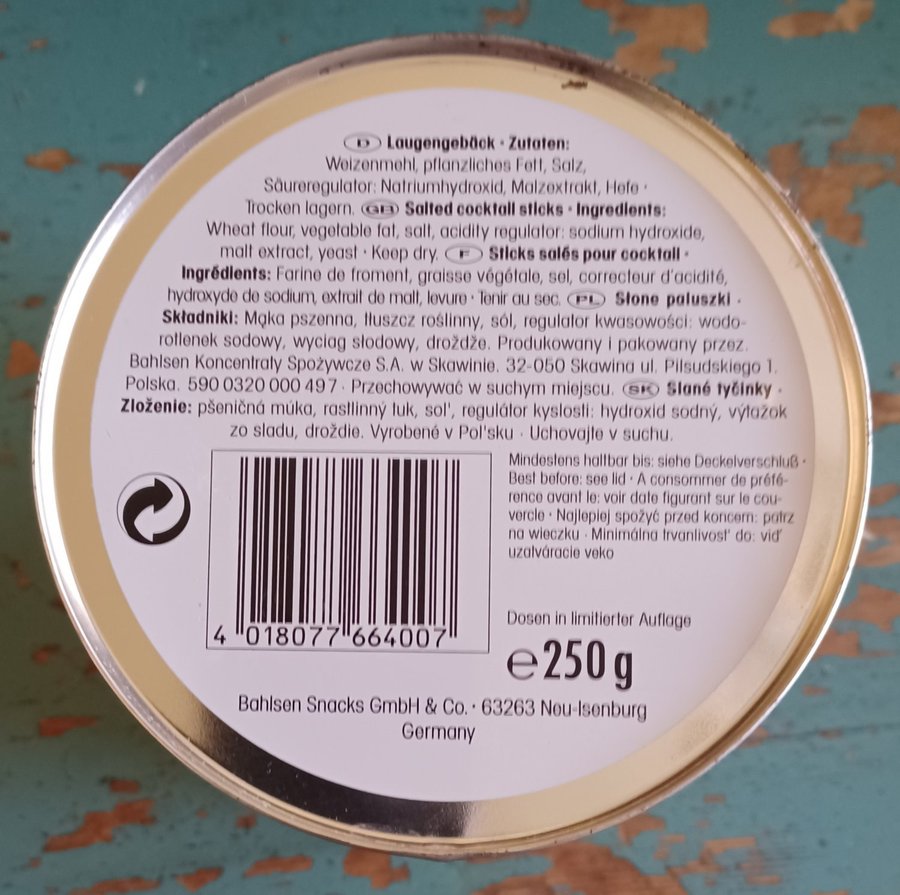 D Laugengebäck · Zutaten:
Weizenmehl, pflanzliches Fett, Salz,
Säureregulator: Natriumhydroxid, Malzextrakt, Hefe ·
Trocken lagern. GB Salted cocktail sticks · Ingredients:
Wheat flour, vegetable fat, salt, acidity regulator: sodium hydroxide,
malt extract, yeast · Keep dry. F Sticks salés pour cocktail ·
Ingrédients: Farine de froment, graisse végétale, sel, correcteur d'acidité,
hydroxyde de sodium, extrait de malt, levure · Tenir au sec. PL Słone paluszki ·
Składniki: Mąka pszenna, tłuszcz roślinny, sól, regulator kwasowości: wodo-
rotlenek sodowy, wyciąg słodowy, drożdże. Produkowany i pakowany przez.
Bahlsen Koncentraty Spożywcze S.A. w Skawinie. 32-050 Skawina ul. Piłsudskiego 1.
Polska. 590 0320 000 497 · Przechowywać w suchym miejscu. SK Slané tyčinky ·
Zloženie: pšeničná múka, rastlinný tuk, sol', regulátor kyslosti: hydroxid sodný, výťažok
zo sladu, droždie. Vyrobené v Pol'sku · Uchovajte v suchu.
Mindestens haltbar bis: siehe Deckelverschluß ·
Best before: see lid · A consommer de préfé-
rence avant le: voir date figurant sur le cou-
vercle · Najlepiej spożyć przed koncem: patrz
na wieczku · Minimálna trvanlivosť do: viď
uzatváracie veko
4 018077 664007
Dosen in limitierter Auflage
e 250 g
Bahlsen Snacks GmbH & Co. · 63263 Neu-Isenburg
Germany